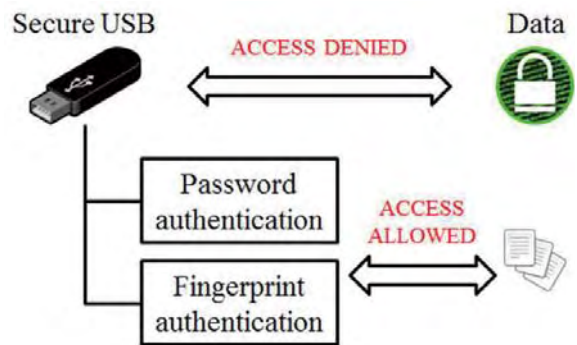 Secure USB
ACCESS DENIED
Data
Password
authentication
ACCESS
ALLOWED
Fingerprint
authentication